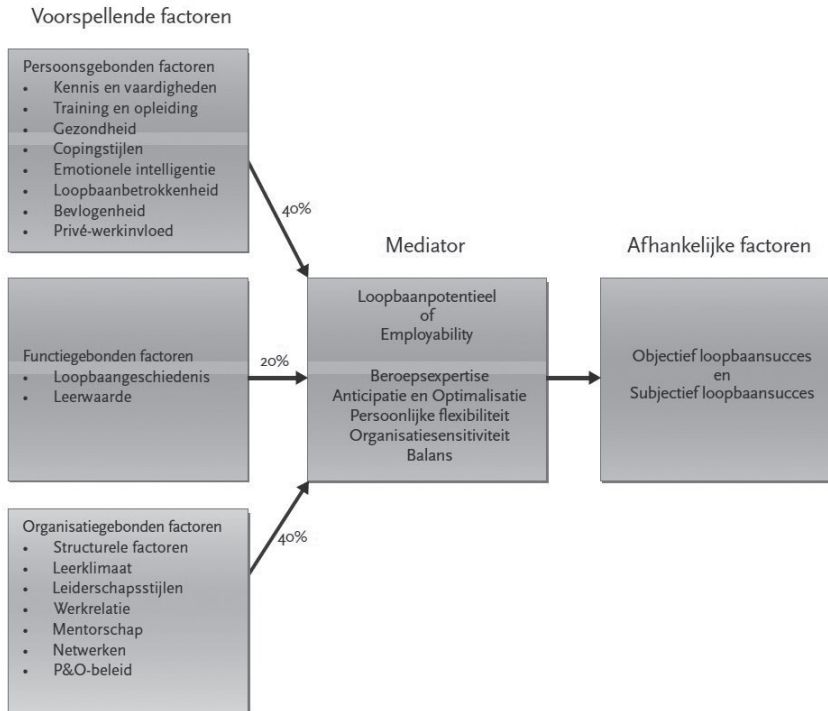 Voorspellende factoren
Persoonsgebonden factoren
• Kennis en vaardigheden
• Training en opleiding
• Gezondheid
• Copingstijlen
• Emotionele intelligentie
• Loopbaanbetrokkenheid
• Bevlogenheid
• Privé-werkinvloed
40%
Functiegebonden factoren
• Loopbaangeschiedenis
• Leerwaarde
20%
Organisatiegebonden factoren
• Structurele factoren
• Leerklimaat
• Leiderschapsstijlen
• Werkrelatie
• Mentorschap
• Netwerken
• P&O-beleid
40%
Mediator
Loopbaanpotentieel
of
Employability
Beroepsexpertise
Anticipatie en Optimalisatie
Persoonlijke flexibiliteit
Organisatiesensitiviteit
Balans
Afhankelijke factoren
Objectief loopbaansucces
en
Subjectief loopbaansucces